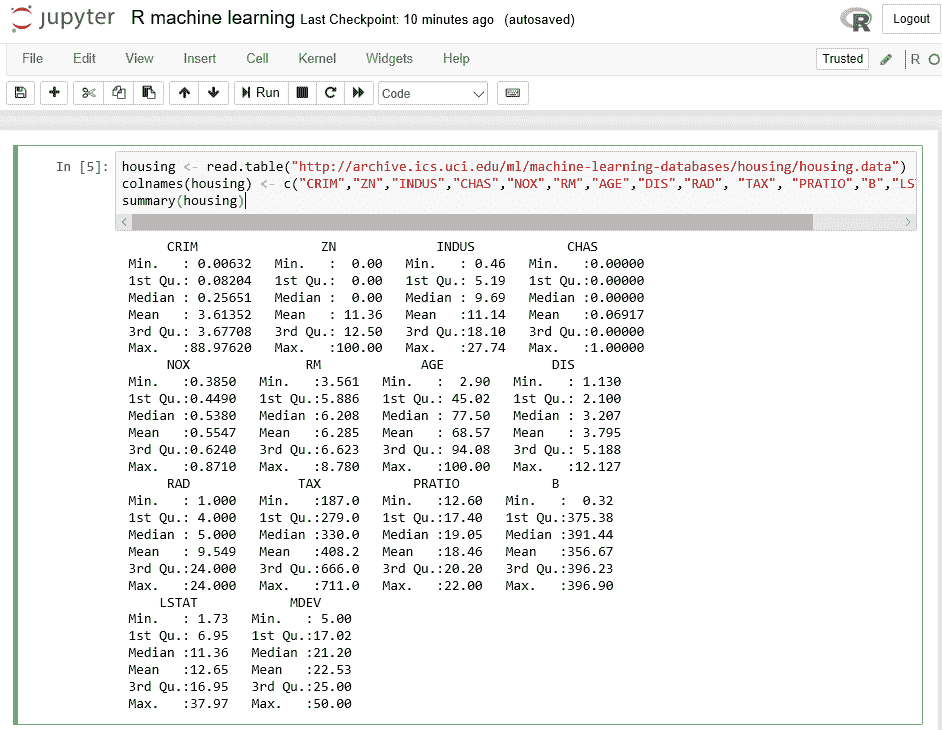 jupyter R machine learning Last Checkpoint: 10 minutes ago (autosaved) R Logout
File Edit View Insert Cell Kernel Widgets Help Trusted R
Run Code
In [5]: housing <- read.table("http://archive.ics.uci.edu/ml/machine-learning-databases/housing/housing.data")
colnames(housing) <- c("CRIM","ZN","INDUS","CHAS","NOX","RM","AGE","DIS","RAD", "TAX", "PRATIO","B","LS
summary(housing)
CRIM ZN INDUS CHAS
Min. : 0.00632 Min. : 0.00 Min. : 0.46 Min. :0.00000
1st Qu.: 0.08204 1st Qu.: 0.00 1st Qu.: 5.19 1st Qu.:0.00000
Median : 0.25651 Median : 0.00 Median : 9.69 Median :0.00000
Mean : 3.61352 Mean : 11.36 Mean :11.14 Mean :0.06917
3rd Qu.: 3.67708 3rd Qu.: 12.50 3rd Qu.:18.10 3rd Qu.:0.00000
Max. :88.97620 Max. :100.00 Max. :27.74 Max. :1.00000
NOX RM AGE DIS
Min. :0.3850 Min. :3.561 Min. : 2.90 Min. : 1.130
1st Qu.:0.4490 1st Qu.:5.886 1st Qu.: 45.02 1st Qu.: 2.100
Median :0.5380 Median :6.208 Median : 77.50 Median : 3.207
Mean :0.5547 Mean :6.285 Mean : 68.57 Mean : 3.795
3rd Qu.:0.6240 3rd Qu.:6.623 3rd Qu.: 94.08 3rd Qu.: 5.188
Max. :0.8710 Max. :8.780 Max. :100.00 Max. :12.127
RAD TAX PRATIO B
Min. : 1.000 Min. :187.0 Min. :12.60 Min. : 0.32
1st Qu.: 4.000 1st Qu.:279.0 1st Qu.:17.40 1st Qu.:375.38
Median : 5.000 Median :330.0 Median :19.05 Median :391.44
Mean : 9.549 Mean :408.2 Mean :18.46 Mean :356.67
3rd Qu.:24.000 3rd Qu.:666.0 3rd Qu.:20.20 3rd Qu.:396.23
Max. :24.000 Max. :711.0 Max. :22.00 Max. :396.90
LSTAT MDEV
Min. : 1.73 Min. : 5.00
1st Qu.: 6.95 1st Qu.:17.02
Median :11.36 Median :21.20
Mean :12.65 Mean :22.53
3rd Qu.:16.95 3rd Qu.:25.00
Max. :37.97 Max. :50.00